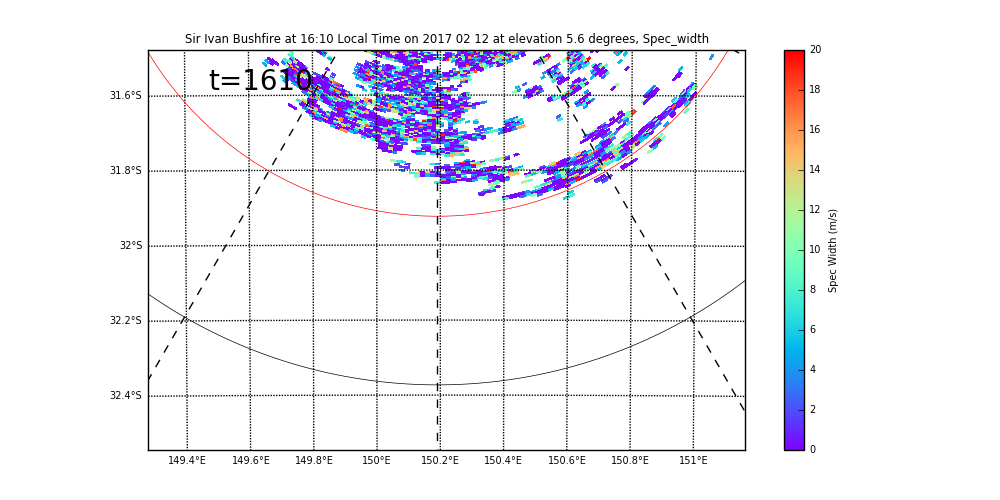 Sir Ivan Bushfire at 16:10 Local Time on 2017 02 12 at elevation 5.6 degrees, Spec_width
t=1610
31.6°S
31.8°S
32°S
32.2°S
32.4°S
149.4°E 149.6°E 149.8°E 150°E 150.2°E 150.4°E 150.6°E 150.8°E 151°E
20
18
16
14
12
10
8
6
4
2
0
Spec Width (m/s)